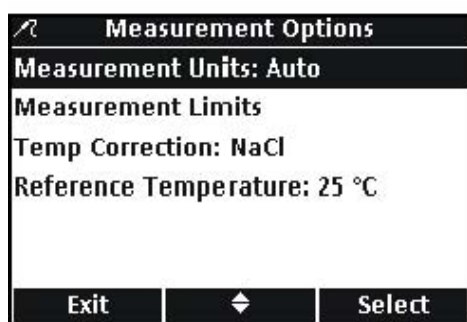 Measurement Options
Measurement Units: Auto
Measurement Limits
Temp Correction: NaCl
Reference Temperature: 25 °C
Exit
Select